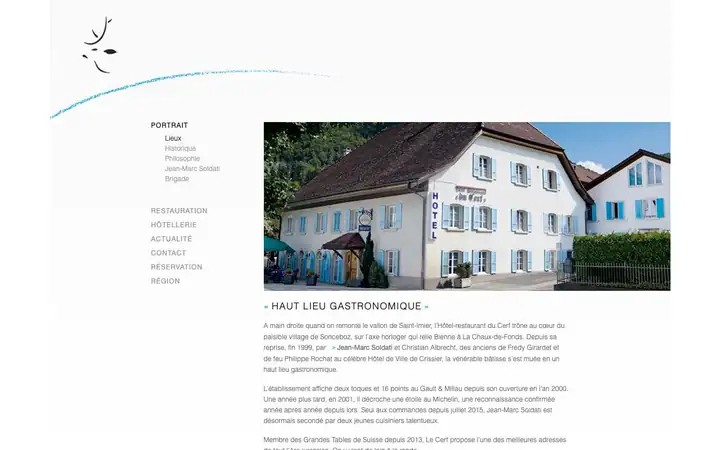 PORTRAIT
Lieux
Historique
Philosophie
Jean-Marc Soldati
Brigade
RESTAURATION
HÔTELLERIE
ACTUALITÉ
CONTACT
RÉSERVATION
RÉGION
du Cerf
HOTEL
« HAUT LIEU GASTRONOMIQUE »
A main droite quand on remonte le vallon de Saint-Imier, l'Hôtel-restaurant du Cerf trône au cœur du
paisible village de Sonceboz, sur l'axe horloger qui relie Bienne à La Chaux-de-Fonds. Depuis sa
reprise, fin 1999, par » Jean-Marc Soldati et Christian Albrecht, des anciens de Fredy Girardet et
de feu Philippe Rochat au célèbre Hôtel de Ville de Crissier, la vénérable bâtisse s'est muée en un
haut lieu gastronomique.
L'établissement affiche deux toques et 16 points au Gault & Millau depuis son ouverture en l'an 2000.
Une année plus tard, en 2001, il décroche une étoile au Michelin, une reconnaissance confirmée
année après année depuis lors. Seul aux commandes depuis juillet 2015, Jean-Marc Soldati est
désormais secondé par deux jeunes cuisiniers talentueux.
Membre des Grandes Tables de Suisse depuis 2013, Le Cerf propose l'une des meilleures adresses